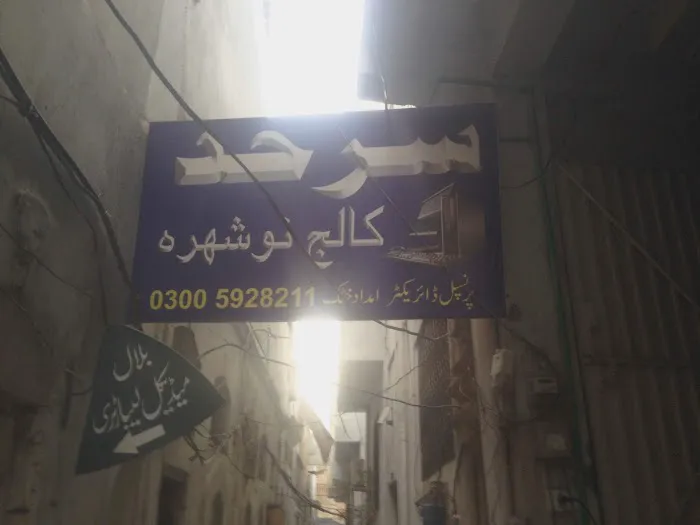 سرحد
کالج نوشہرہ
پرنسپل ڈائریکٹر امداد خٹک 0300 5928211
بلال
میڈیکل لیبارٹری